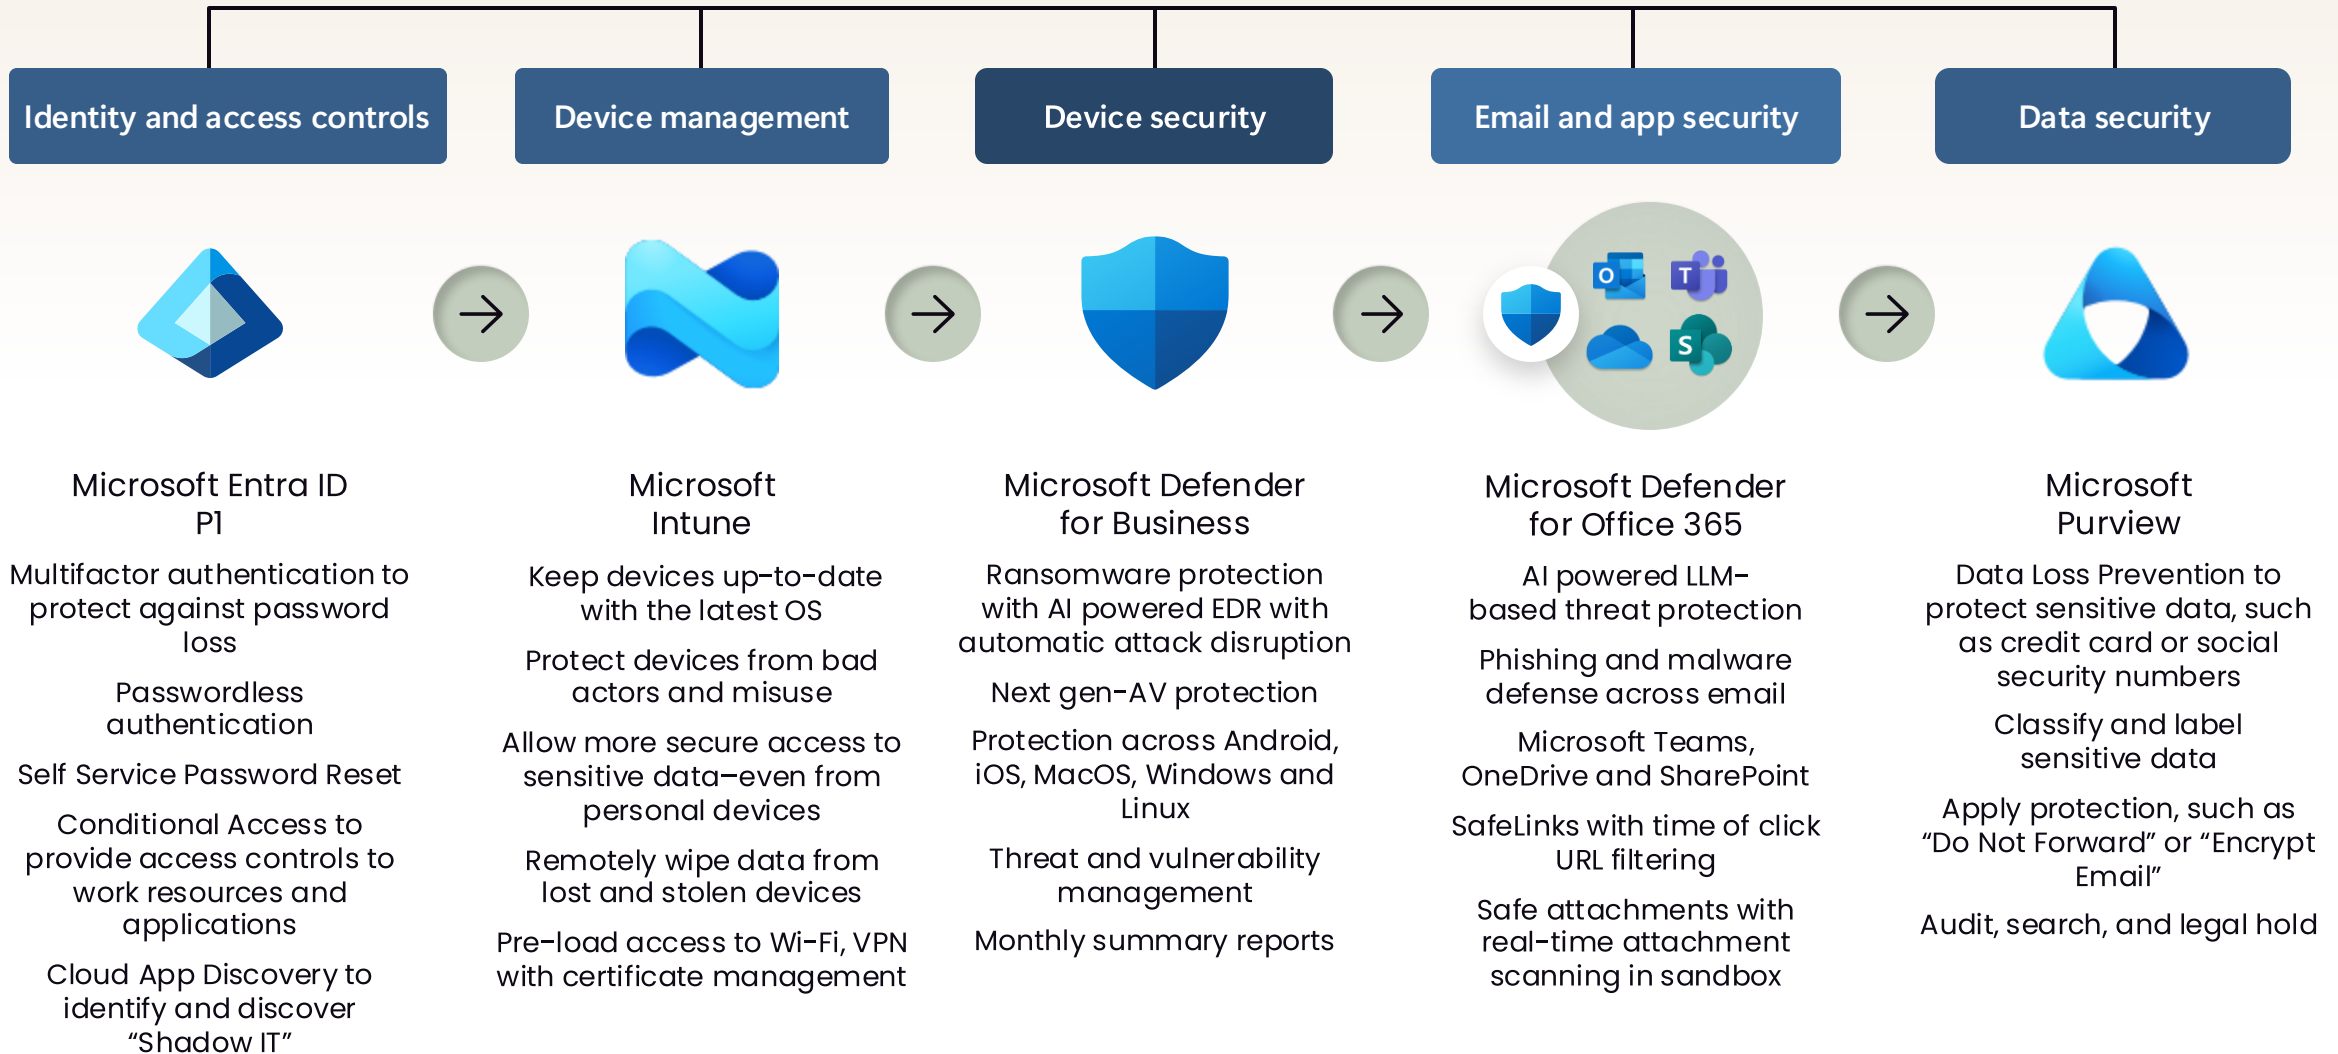 Identity and access controls
Device management
Device security
Email and app security
Data security
O
T
S
Microsoft Entra ID
P1
Multifactor authentication to
protect against password
loss
Passwordless
authentication
Self Service Password Reset
Conditional Access to
provide access controls to
work resources and
applications
Cloud App Discovery to
identify and discover
“Shadow IT”
Microsoft
Intune
Keep devices up-to-date
with the latest OS
Protect devices from bad
actors and misuse
Allow more secure access to
sensitive data–even from
personal devices
Remotely wipe data from
lost and stolen devices
Pre-load access to Wi-Fi, VPN
with certificate management
Microsoft Defender
for Business
Ransomware protection
with AI powered EDR with
automatic attack disruption
Next gen-AV protection
Protection across Android,
iOS, MacOS, Windows and
Linux
Threat and vulnerability
management
Monthly summary reports
Microsoft Defender
for Office 365
AI powered LLM-
based threat protection
Phishing and malware
defense across email
Microsoft Teams,
OneDrive and SharePoint
SafeLinks with time of click
URL filtering
Safe attachments with
real-time attachment
scanning in sandbox
Microsoft
Purview
Data Loss Prevention to
protect sensitive data, such
as credit card or social
security numbers
Classify and label
sensitive data
Apply protection, such as
“Do Not Forward” or “Encrypt
Email”
Audit, search, and legal hold